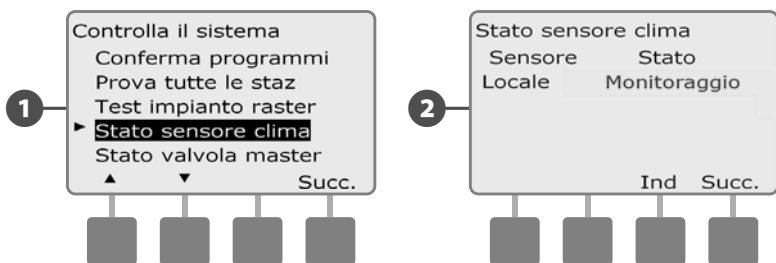 Controlla il sistema
Conferma programmi
Prova tutte le staz
Test impianto raster
Stato sensore clima
Stato valvola master
Succ.
1
Stato sensore clima
Sensore Stato
Locale Monitoraggio
Ind Succ.
2